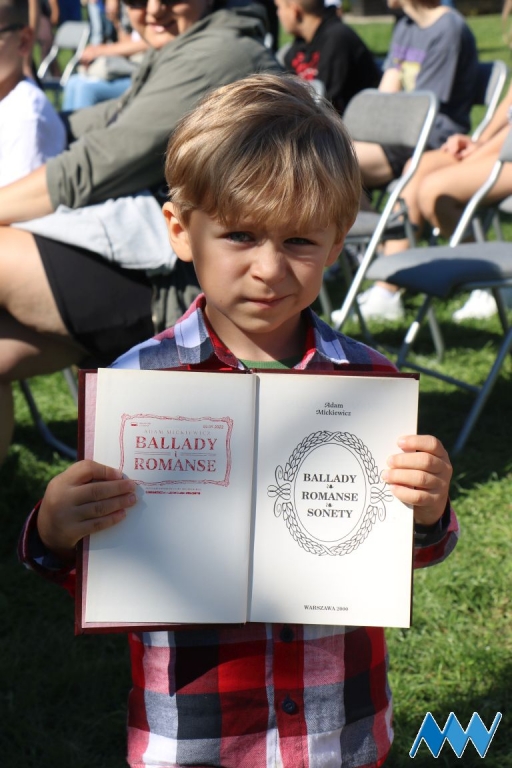 ADAM MICKIEWICZ
BALLADY
i
ROMANSE
Adam
Mickiewicz
BALLADY
ROMANSE
SONETY
WARSZAWA 2000